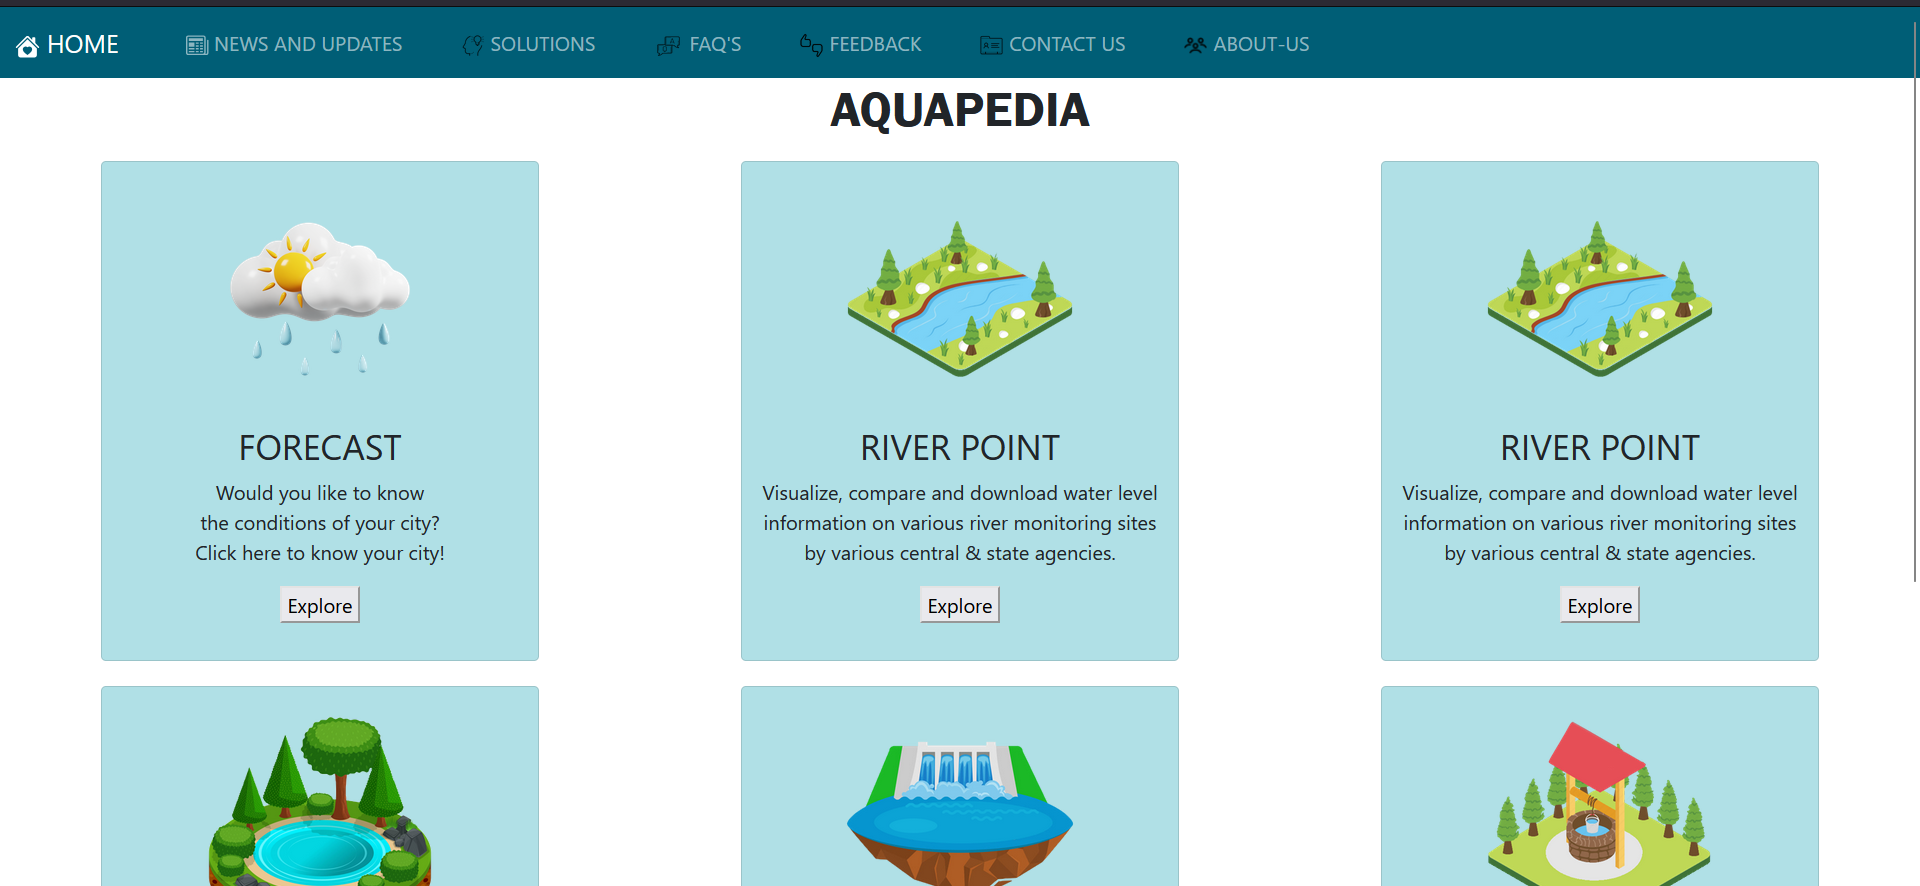 HOME NEWS AND UPDATES SOLUTIONS FAQ'S FEEDBACK CONTACT US ABOUT-US
AQUAPEDIA
FORECAST
Would you like to know
the conditions of your city?
Click here to know your city!
Explore
RIVER POINT
Visualize, compare and download water level
information on various river monitoring sites
by various central & state agencies.
Explore
RIVER POINT
Visualize, compare and download water level
information on various river monitoring sites
by various central & state agencies.
Explore